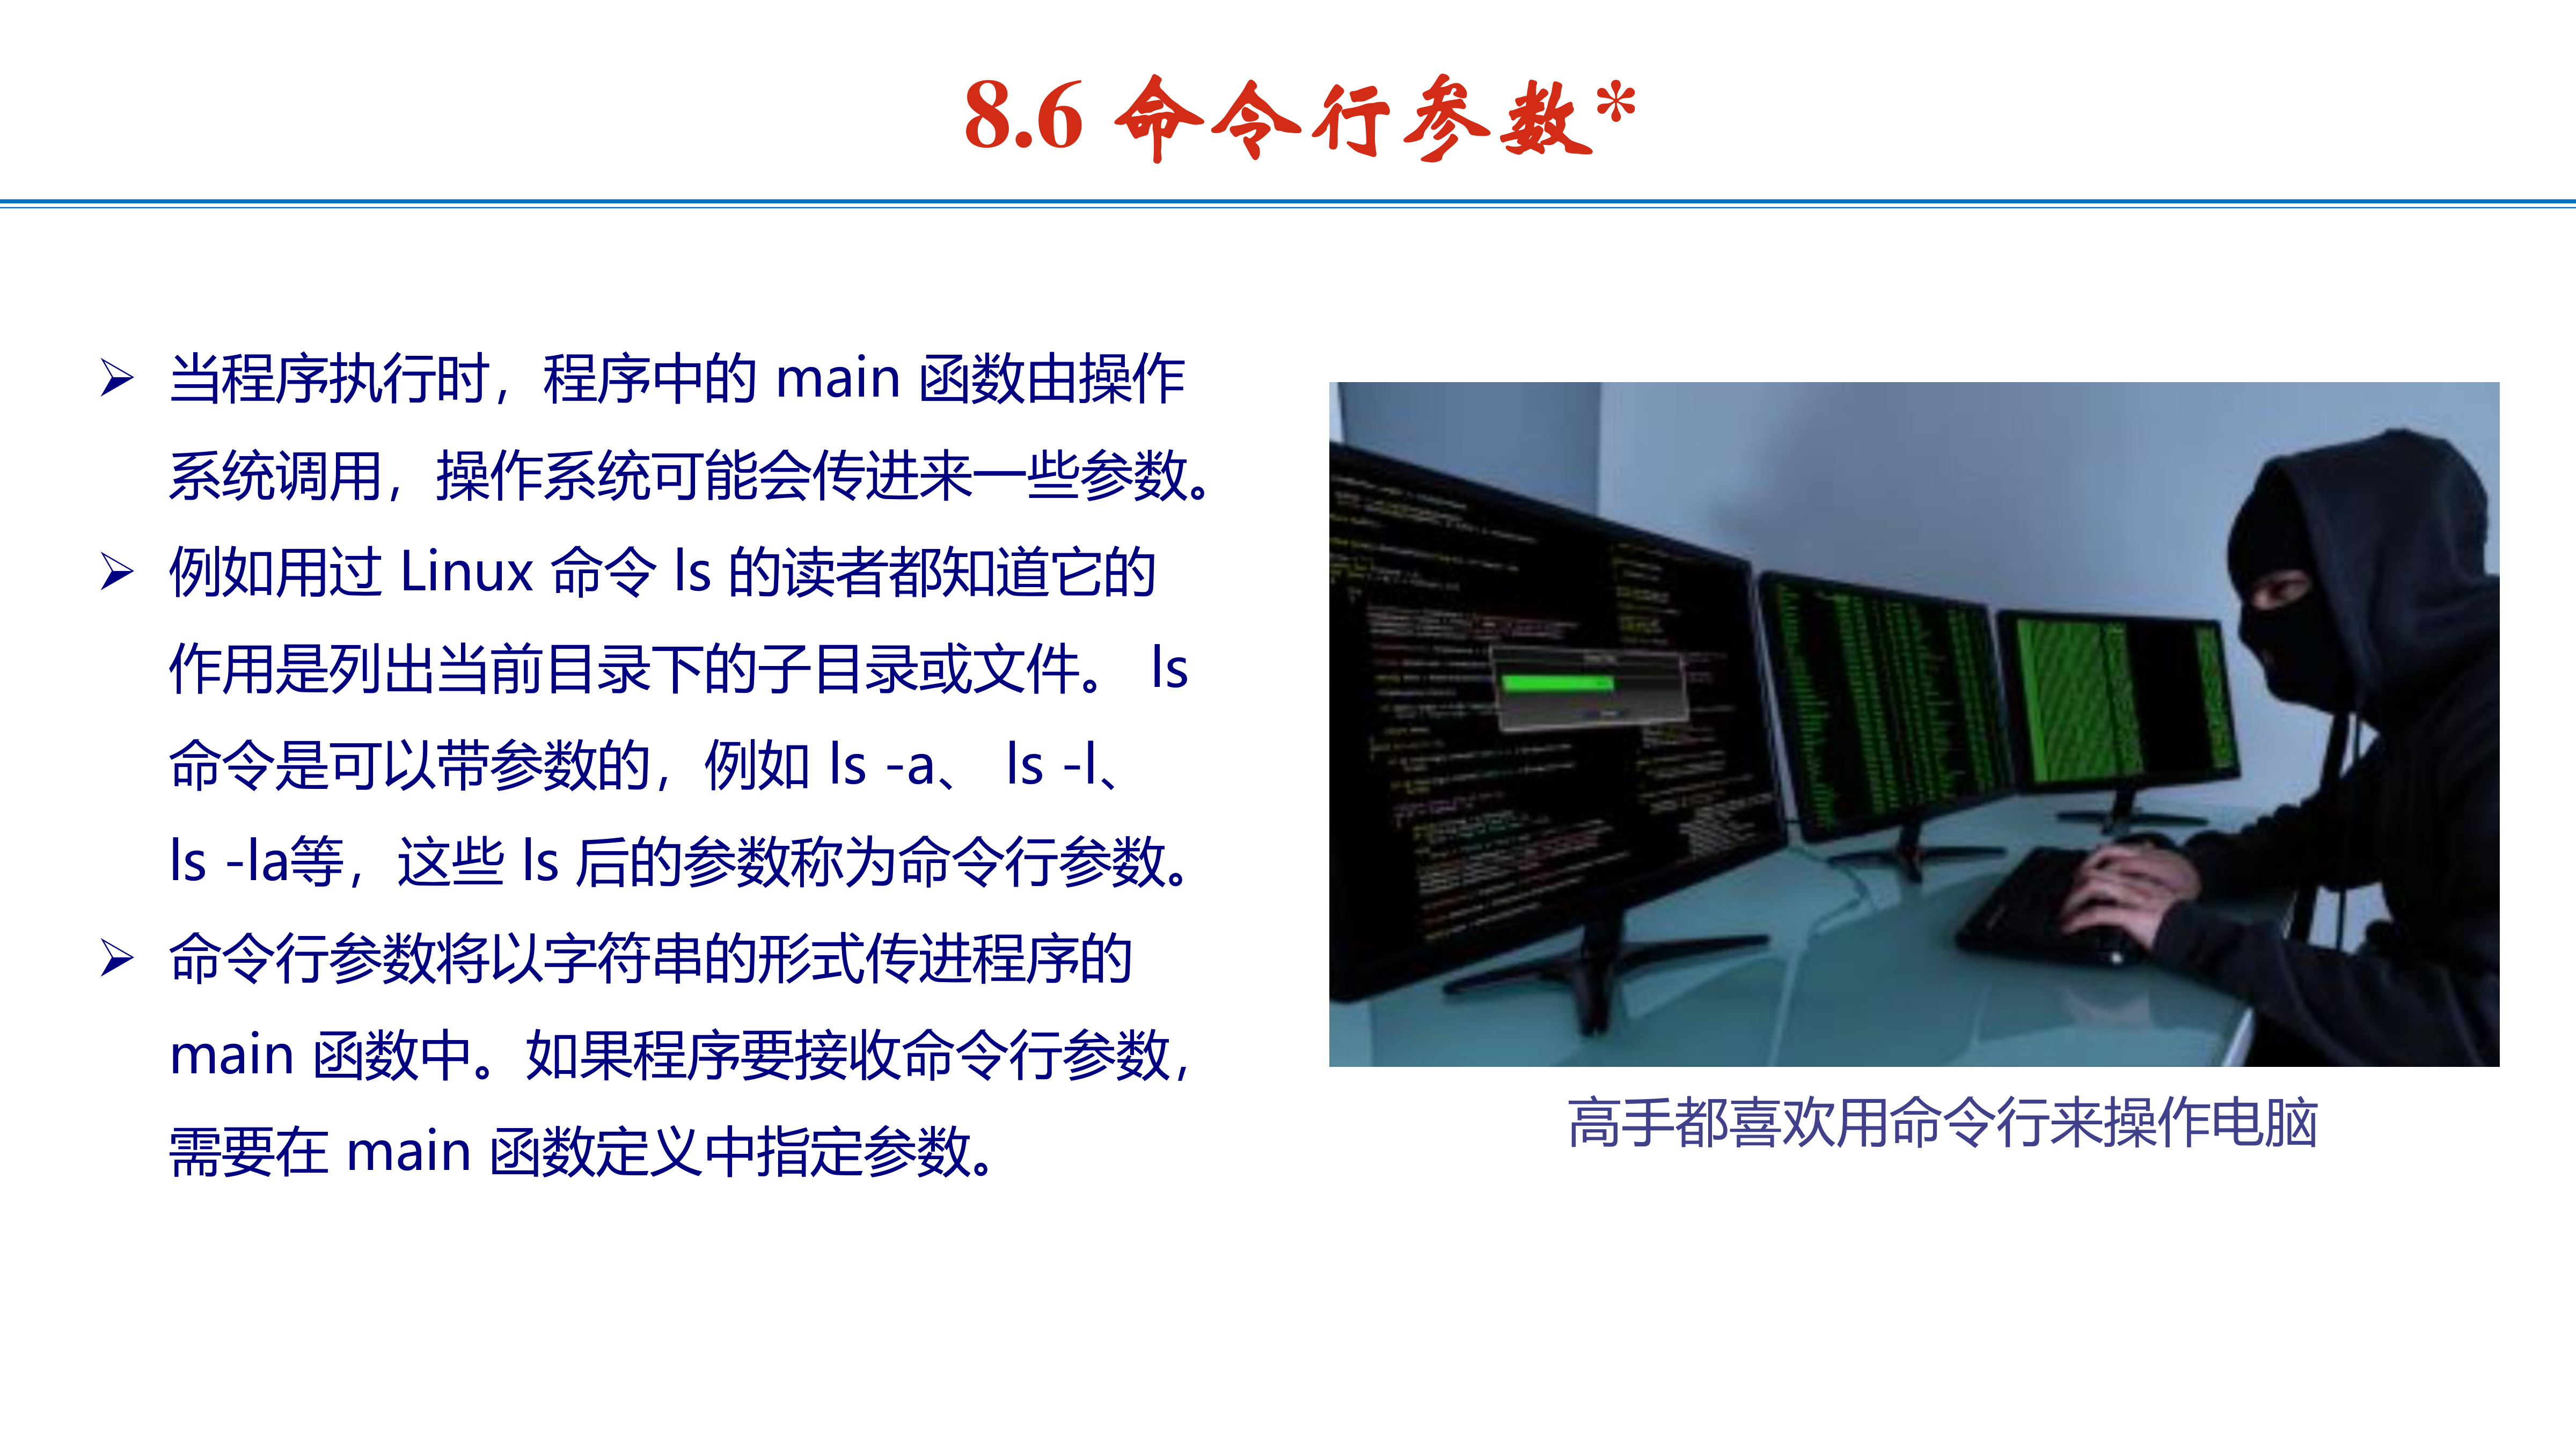 8.6 命令行参数*
当程序执行时，程序中的 main 函数由操作
系统调用，操作系统可能会传进来一些参数。
例如用过 Linux 命令 ls 的读者都知道它的
作用是列出当前目录下的子目录或文件。 ls
命令是可以带参数的，例如 ls -a、 ls -l、
ls -la等，这些 ls 后的参数称为命令行参数。
命令行参数将以字符串的形式传进程序的
main 函数中。如果程序要接收命令行参数，
需要在 main 函数定义中指定参数。
高手都喜欢用命令行来操作电脑